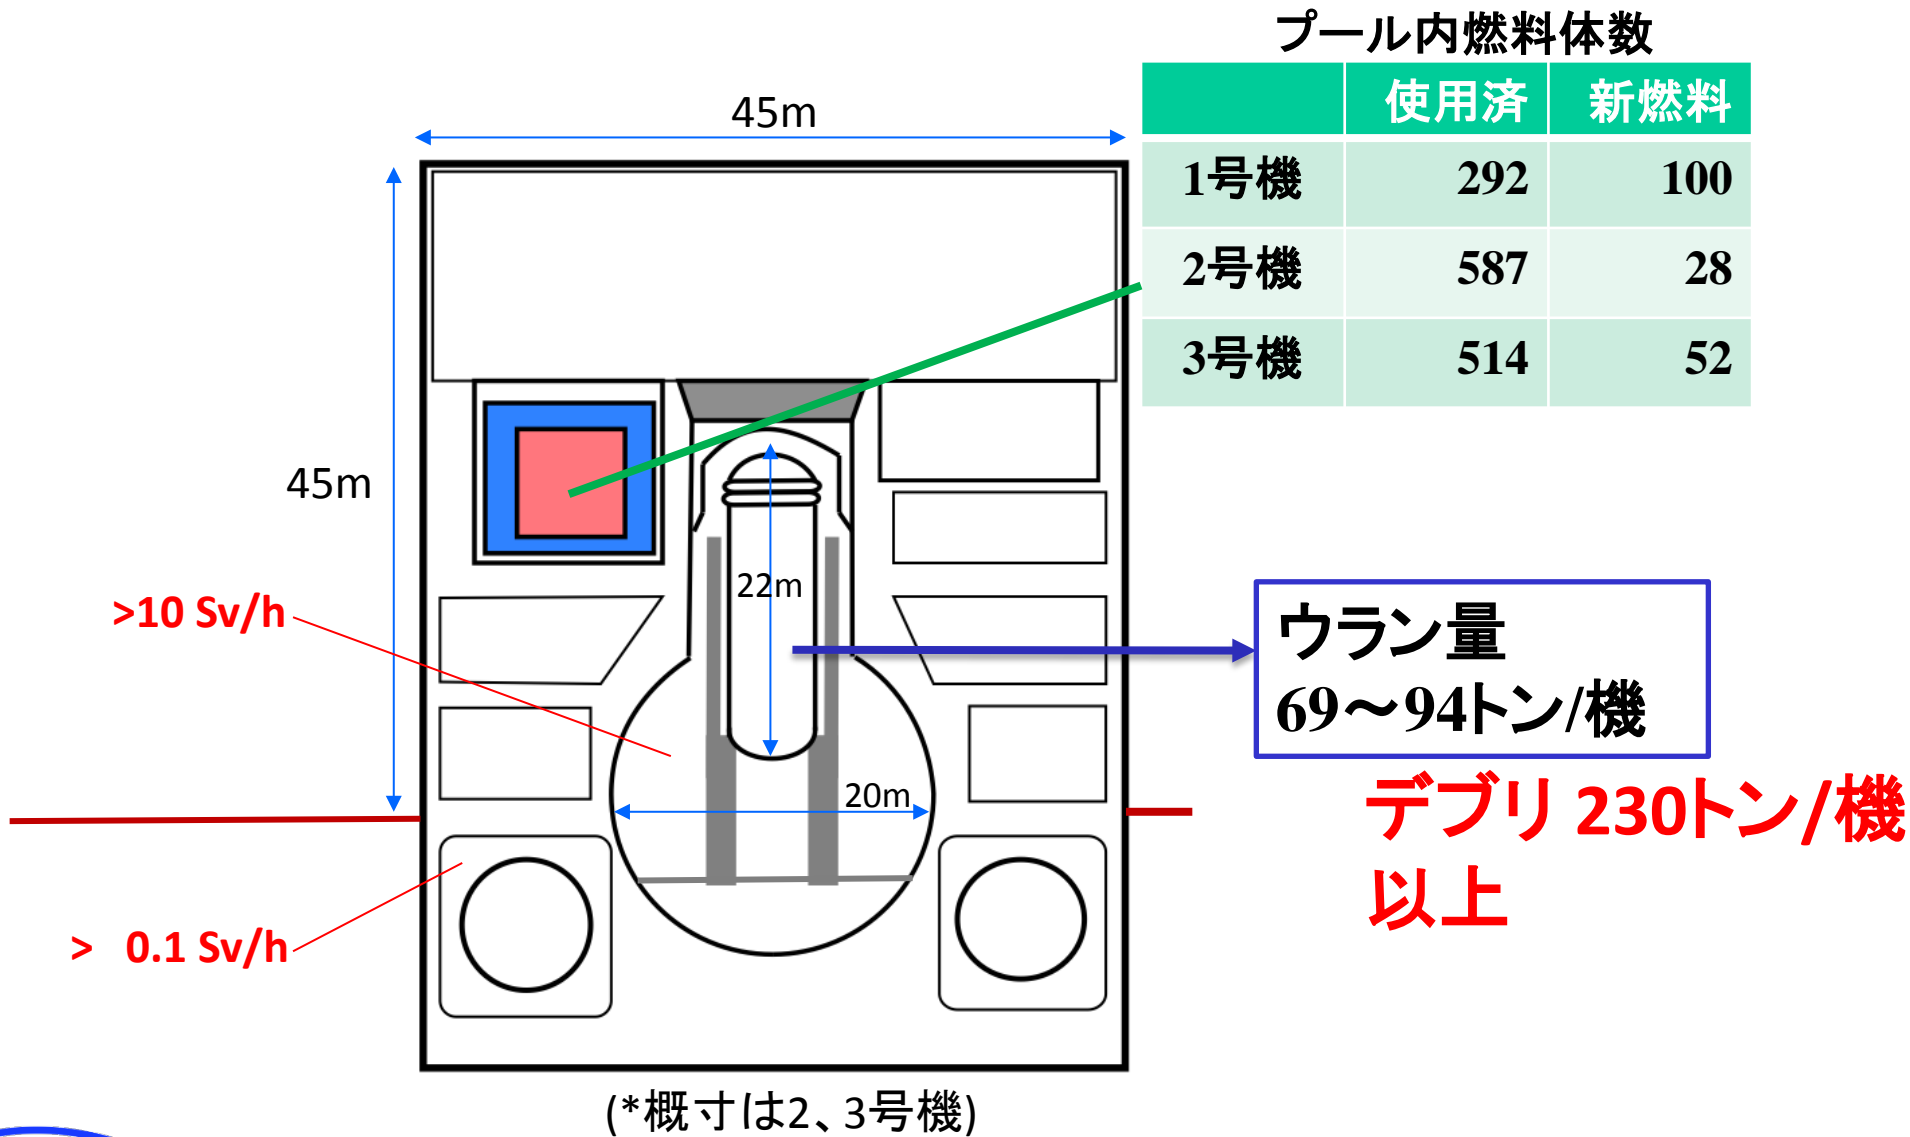 プール内燃料体数
使用済 新燃料
1号機 292 100
2号機 587 28
3号機 514 52
45m
45m
22m
>10 Sv/h
ウラン量
69～94トン/機
20m
デブリ 230トン/機
以上
> 0.1 Sv/h
(*概寸は2、3号機)